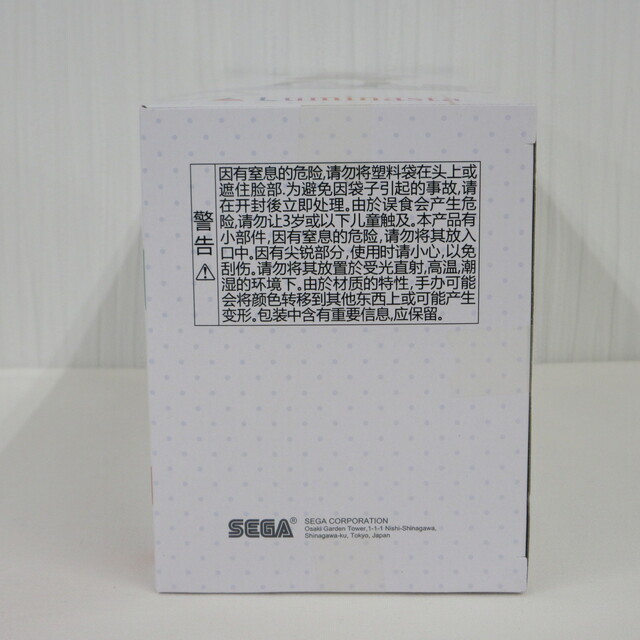 Luminasta
警告⚠
因有窒息的危险,请勿将塑料袋在头上或
遮住脸部.为避免因袋子引起的事故,请
在开封後立即处理。由於误食会产生危
险,请勿让3岁或以下儿童触及。本产品有
小部件,因有窒息的危险,请勿将其放入
口中。因有尖锐部分,使用时请小心,以免
刮伤。请勿将其放置於受光直射,高温,潮
湿的环境下。由於材质的特性,手办可能
会将颜色转移到其他东西上或可能产生
变形。包装中含有重要信息,应保留。
SEGA®
SEGA CORPORATION
Osaki Garden Tower,1-1-1 Nishi-Shinagawa,
Shinagawa-ku, Tokyo, Japan